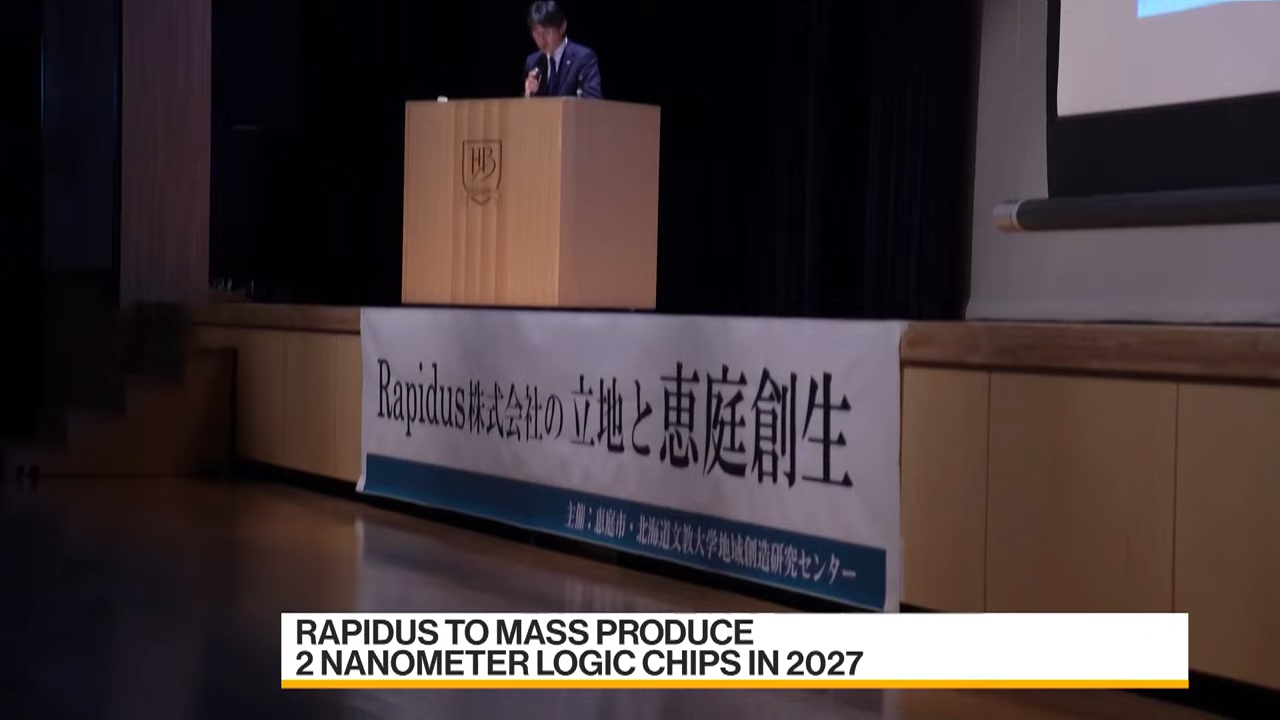 HB
Rapidus株式会社の 立地と恵庭創生
主催:恵庭市・北海道文教大学地域創造研究センター
RAPIDUS TO MASS PRODUCE
2 NANOMETER LOGIC CHIPS IN 2027